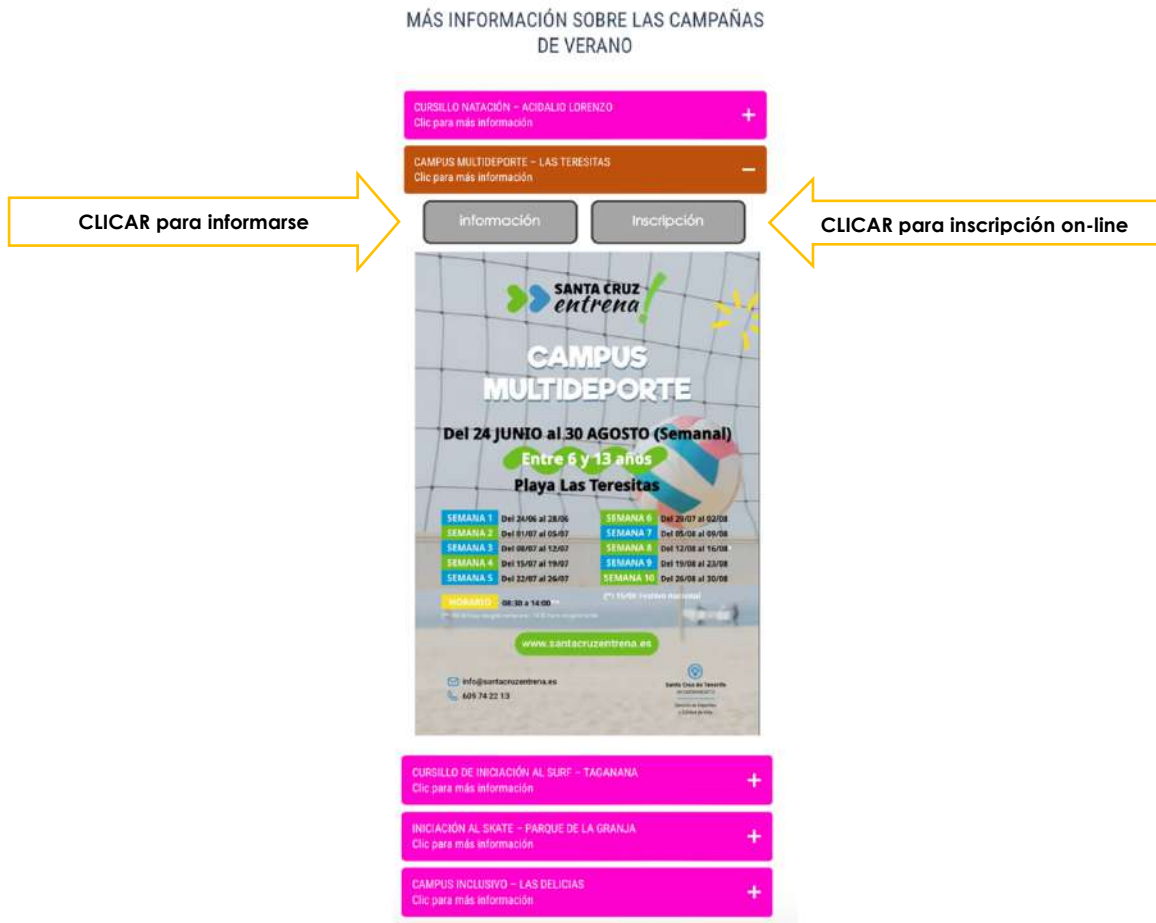 MÁS INFORMACIÓN SOBRE LAS CAMPAÑAS
DE VERANO
CURSILLO NATACIÓN – ACIDALIO LORENZO
Clic para más información
CAMPUS MULTIDEPORTE – LAS TERESITAS
Clic para más información
CLICAR para informarse
información
Inscripción
CLICAR para inscripción on-line
SANTA CRUZ
entrena!
CAMPUS
MULTIDEPORTE
Del 24 JUNIO al 30 AGOSTO (Semanal)
Entre 6 y 13 años
Playa Las Teresitas
SEMANA 1 Del 24/06 al 28/06
SEMANA 2 Del 01/07 al 05/07
SEMANA 3 Del 08/07 al 12/07
SEMANA 4 Del 15/07 al 19/07
SEMANA 5 Del 22/07 al 26/07
SEMANA 6 Del 29/07 al 02/08
SEMANA 7 Del 05/08 al 09/08
SEMANA 8 Del 12/08 al 16/08*
SEMANA 9 Del 19/08 al 23/08
SEMANA 10 Del 26/08 al 30/08
HORARIO 08:30 a 14:00
(*) 15/08 Festivo nacional
www.santacruzentrena.es
info@santacruzentrena.es
609 74 22 13
Santa Cruz de Tenerife
AYUNTAMIENTO
CURSILLO DE INICIACIÓN AL SURF – TAGANANA
Clic para más información
INICIACIÓN AL SKATE – PARQUE DE LA GRANJA
Clic para más información
CAMPUS INCLUSIVO – LAS DELICIAS
Clic para más información